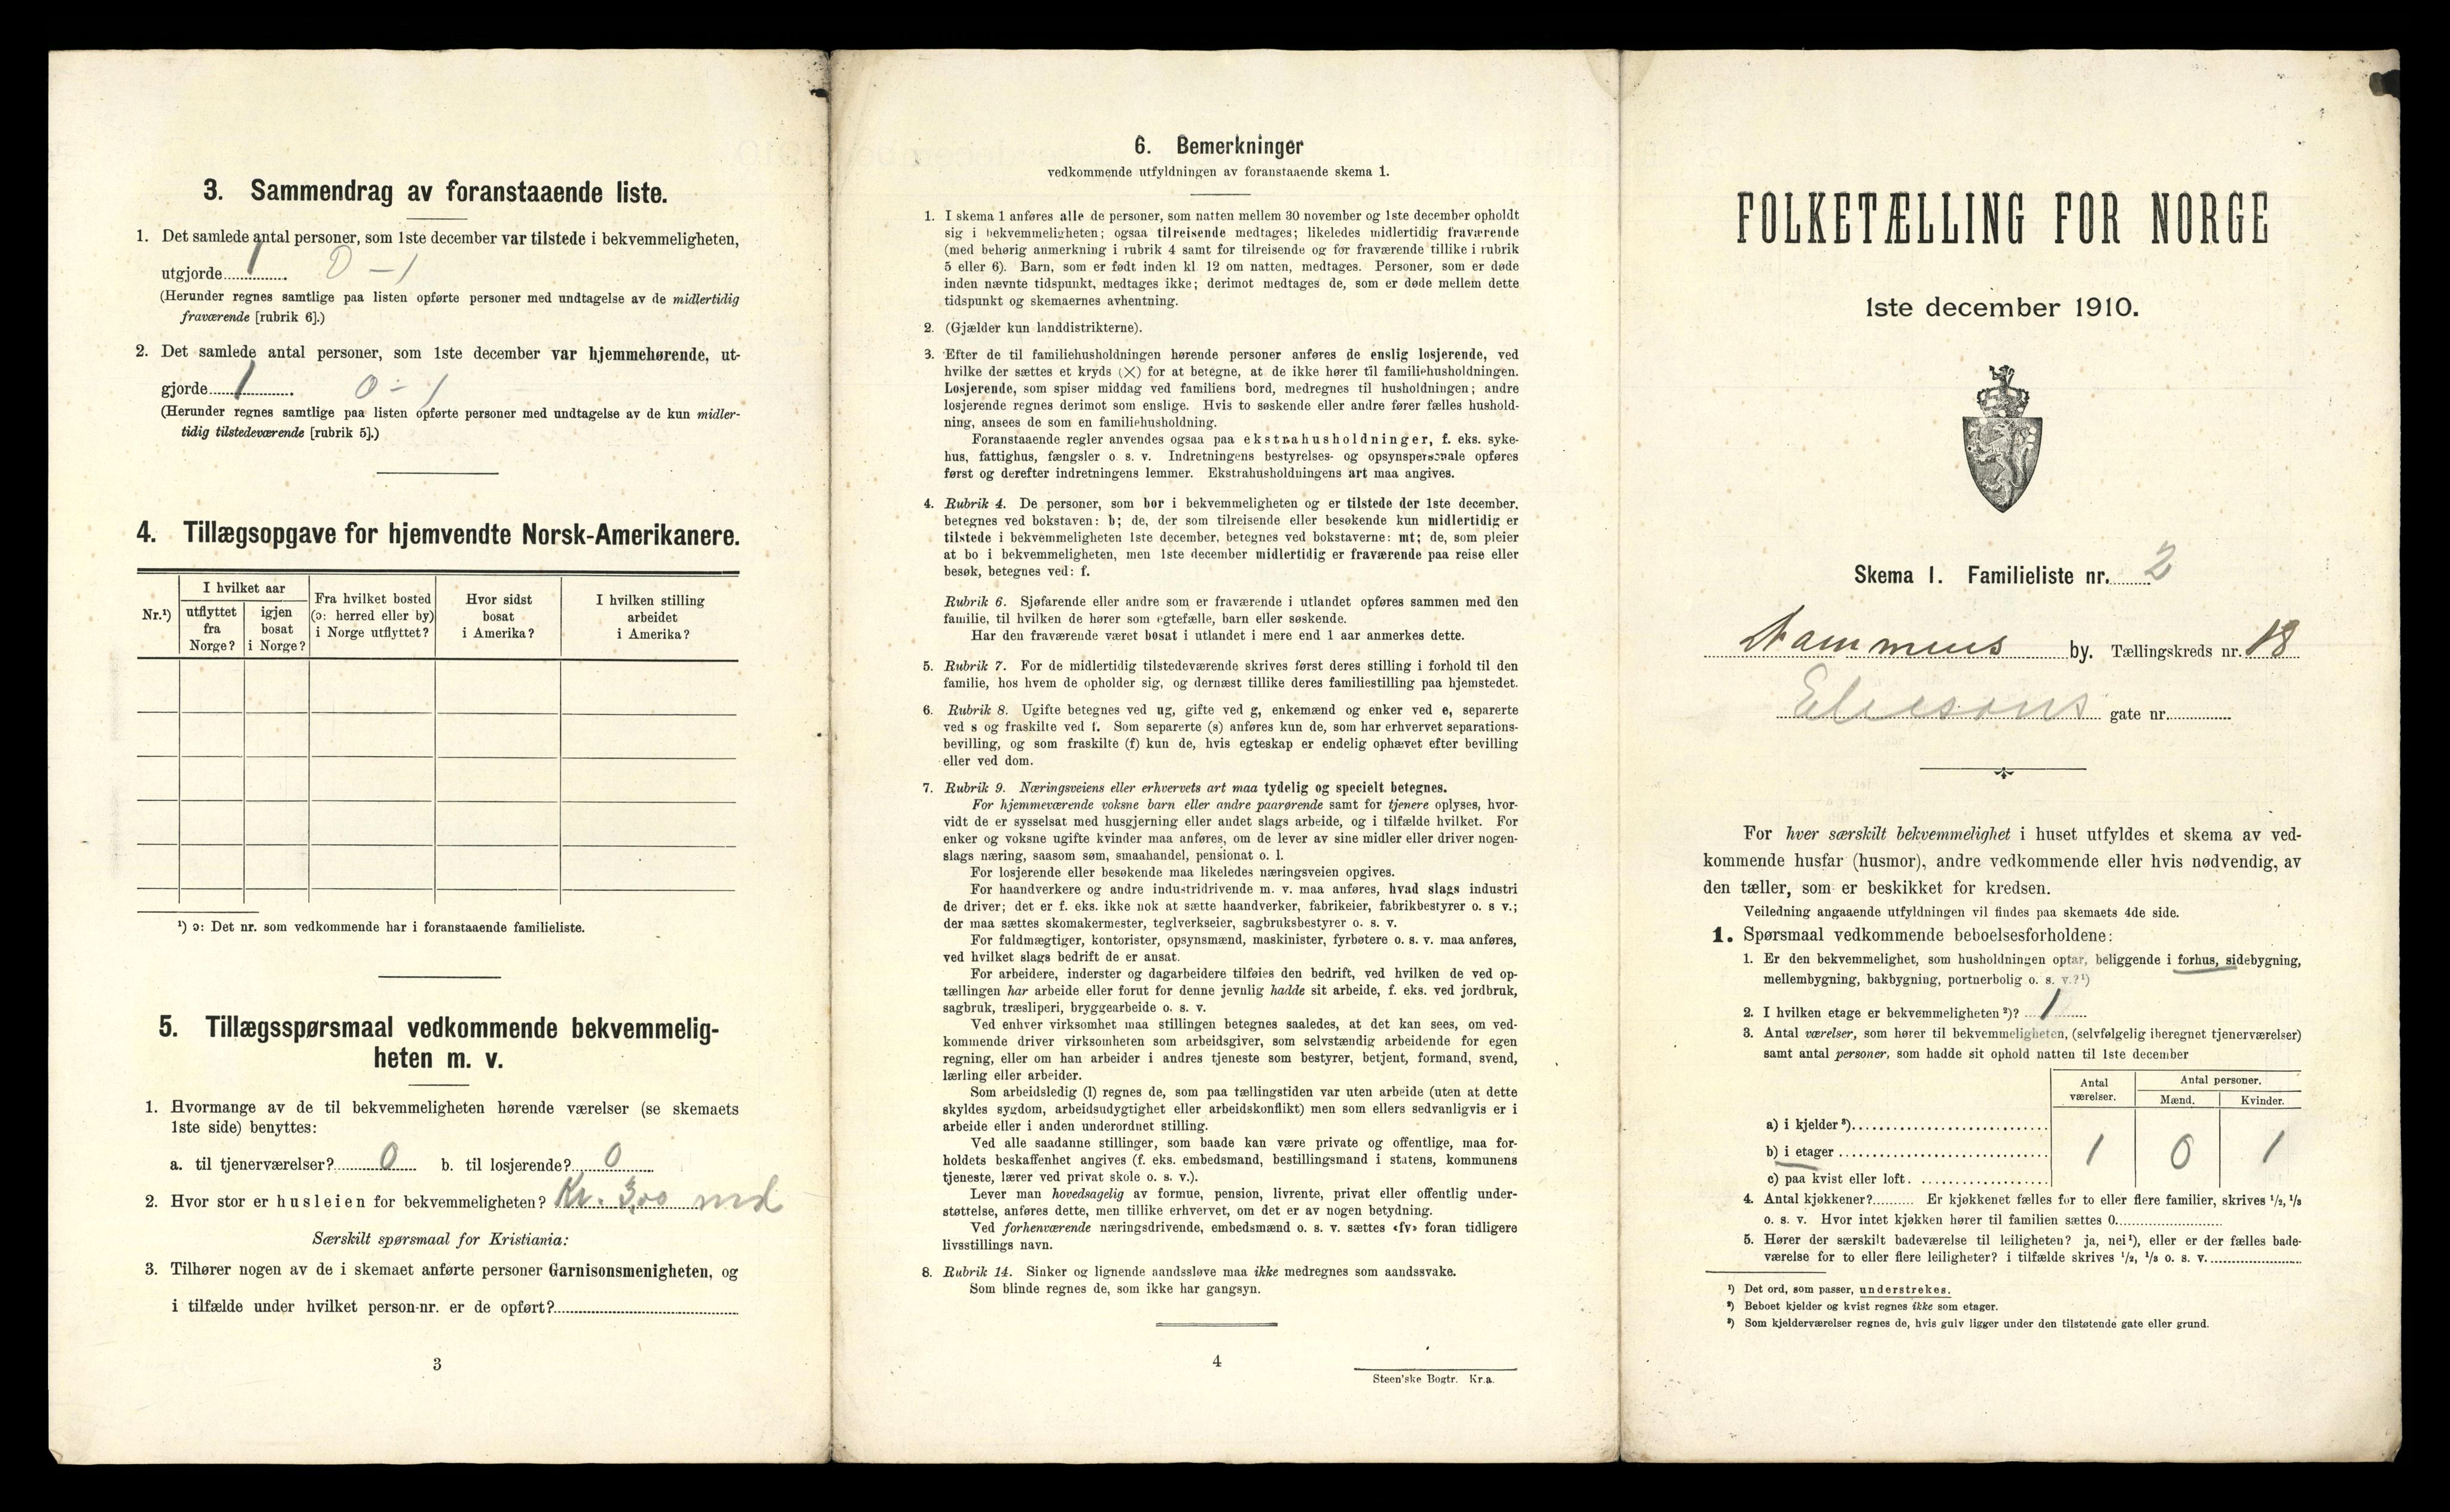 3. Sammendrag av foranstaaende liste.
1. Det samlede antal personer, som 1ste december var tilstede i bekvemmeligheten,
utgjorde 1. 0 – 1
(Herunder regnes samtlige paa listen opførte personer med undtagelse av de midlertidig
fraværende [rubrik 6].)
2. Det samlede antal personer, som 1ste december var hjemmehørende, ut-
gjorde 1. 0 – 1
(Herunder regnes samtlige paa listen opførte personer med undtagelse av de kun midler-
tidig tilstedeværende [rubrik 5].)
4. Tillægsopgave for hjemvendte Norsk-Amerikanere.
Nr.¹)
I hvilket aar
utflyttet
fra
Norge?
igjen
bosat
i Norge?
Fra hvilket bosted
(ɔ: herred eller by)
i Norge utflyttet?
Hvor sidst
bosat
i Amerika?
I hvilken stilling
arbeidet
i Amerika?
¹) ɔ: Det nr. som vedkommende har i foranstaaende familieliste.
5. Tillægsspørsmaal vedkommende bekvemmelig-
heten m. v.
1. Hvormange av de til bekvemmeligheten hørende værelser (se skemaets
1ste side) benyttes:
a. til tjenerværelser? 0 b. til losjerende? 0
2. Hvor stor er husleien for bekvemmeligheten? Kr. 3,00 md
Særskilt spørsmaal for Kristiania:
3. Tilhører nogen av de i skemaet anførte personer Garnisonsmenigheten, og
i tilfælde under hvilket person-nr. er de opført?
3
6. Bemerkninger
vedkommende utfyldningen av foranstaaende skema 1.
1. I skema 1 anføres alle de personer, som natten mellem 30 november og 1ste december opholdt
sig i bekvemmeligheten; ogsaa tilreisende medtages; likeledes midlertidig fraværende
(med behørig anmerkning i rubrik 4 samt for tilreisende og for fraværende tillike i rubrik
5 eller 6). Barn, som er født inden kl 12 om natten, medtages. Personer, som er døde
inden nævnte tidspunkt, medtages ikke; derimot medtages de, som er døde mellem dette
tidspunkt og skemaernes avhentning.
2. (Gjælder kun landdistrikterne).
3. Efter de til familiehusholdningen hørende personer anføres de enslig losjerende, ved
hvilke der sættes et kryds (×) for at betegne, at de ikke hører til familiehusholdningen.
Losjerende, som spiser middag ved familiens bord, medregnes til husholdningen; andre
losjerende regnes derimot som enslige. Hvis to søskende eller andre fører fælles hushold-
ning, ansees de som en familiehusholdning.
Foranstaaende regler anvendes ogsaa paa ekstrahusholdninger, f. eks. syke-
hus, fattighus, fængsler o. s. v. Indretningens bestyrelses- og opsynspersonale opføres
først og derefter indretningens lemmer. Ekstrahusholdningens art maa angives.
4. Rubrik 4. De personer, som bor i bekvemmeligheten og er tilstede der 1ste december.
betegnes ved bokstaven: b; de, der som tilreisende eller besøkende kun midlertidig er
tilstede i bekvemmeligheten 1ste december, betegnes ved bokstaverne: mt; de, som pleier
at bo i bekvemmeligheten, men 1ste december midlertidig er fraværende paa reise eller
besøk, betegnes ved: f.
Rubrik 6. Sjøfarende eller andre som er fraværende i utlandet opføres sammen med den
familie, til hvilken de hører som egtefælle, barn eller søskende.
Har den fraværende været bosat i utlandet i mere end 1 aar anmerkes dette.
5. Rubrik 7. For de midlertidig tilstedeværende skrives først deres stilling i forhold til den
familie, hos hvem de opholder sig, og dernæst tillike deres familiestilling paa hjemstedet.
6. Rubrik 8. Ugifte betegnes ved ug, gifte ved g, enkemænd og enker ved e, separerte
ved s og fraskilte ved f. Som separerte (s) anføres kun de, som har erhvervet separations-
bevilling, og som fraskilte (f) kun de, hvis egteskap er endelig ophævet efter bevilling
eller ved dom.
7. Rubrik 9. Næringsveiens eller erhvervets art maa tydelig og specielt betegnes.
For hjemmeværende voksne barn eller andre paarørende samt for tjenere oplyses, hvor-
vidt de er sysselsat med husgjerning eller andet slags arbeide, og i tilfælde hvilket. For
enker og voksne ugifte kvinder maa anføres, om de lever av sine midler eller driver nogen-
slags næring, saasom søm, smaahandel, pensionat o. l.
For losjerende eller besøkende maa likeledes næringsveien opgives.
For haandverkere og andre industridrivende m. v. maa anføres, hvad slags industri
de driver; det er f. eks. ikke nok at sætte haandverker, fabrikeier, fabrikbestyrer o. s v.;
der maa sættes skomakermester, teglverkseier, sagbruksbestyrer o. s. v.
For fuldmægtiger, kontorister, opsynsmænd, maskinister, fyrbøtere o. s. v. maa anføres,
ved hvilket slags bedrift de er ansat.
For arbeidere, inderster og dagarbeidere tilføies den bedrift, ved hvilken de ved op-
tællingen har arbeide eller forut for denne jevnlig hadde sit arbeide, f. eks. ved jordbruk,
sagbruk, træsliperi, bryggearbeide o. s. v.
Ved enhver virksomhet maa stillingen betegnes saaledes, at det kan sees, om ved-
kommende driver virksomheten som arbeidsgiver, som selvstændig arbeidende for egen
regning, eller om han arbeider i andres tjeneste som bestyrer, betjent, formand, svend,
lærling eller arbeider.
Som arbeidsledig (l) regnes de, som paa tællingstiden var uten arbeide (uten at dette
skyldes sygdom, arbeidsudygtighet eller arbeidskonflikt) men som ellers sedvanligvis er i
arbeide eller i anden underordnet stilling.
Ved alle saadanne stillinger, som baade kan være private og offentlige, maa for-
holdets beskaffenhet angives (f. eks. embedsmand, bestillingsmand i statens, kommunens
tjeneste, lærer ved privat skole o. s. v.).
Lever man hovedsagelig av formue, pension, livrente, privat eller offentlig under-
støttelse, anføres dette, men tillike erhvervet, om det er av nogen betydning.
Ved forhenværende næringsdrivende, embedsmænd o. s. v. sættes «fv» foran tidligere
livsstillings navn.
8. Rubrik 14. Sinker og lignende aandssløve maa ikke medregnes som aandssvake.
Som blinde regnes de, som ikke har gangsyn.
4
Steen'ske Bogtr. Kr.a.
FOLKETÆLLING FOR NORGE
1ste december 1910.
Skema 1. Familieliste nr. 2
by. Tællingskreds nr. 18
gate nr.
For hver særskilt bekvemmelighet i huset utfyldes et skema av ved-
kommende husfar (husmor), andre vedkommende eller hvis nødvendig, av
den tæller, som er beskikket for kredsen.
Veiledning angaaende utfyldningen vil findes paa skemaets 4de side.
1. Spørsmaal vedkommende beboelsesforholdene:
1. Er den bekvemmelighet, som husholdningen optar, beliggende i forhus, sidebygning,
mellembygning, bakbygning, portnerbolig o. s. v.?¹)
2. I hvilken etage er bekvemmeligheten²)? 1
3. Antal værelser, som hører til bekvemmeligheten, (selvfølgelig iberegnet tjenerværelser)
samt antal personer, som hadde sit ophold natten til 1ste december
Antal
værelser.
Antal personer.
Mænd. Kvinder.
a) i kjelder³)
b) i etager 1 0 1
c) paa kvist eller loft.
4. Antal kjøkkener? Er kjøkkenet fælles for to eller flere familier, skrives 1/2, 1/3
o. s. v. Hvor intet kjøkken hører til familien sættes 0.
5. Hører der særskilt badeværelse til leiligheten? ja, nei¹), eller er der fælles bade-
værelse for to eller flere leiligheter? i tilfælde skrives 1/2, 1/3 o. s. v.
¹) Det ord, som passer, understrekes.
²) Beboet kjelder og kvist regnes ikke som etager.
³) Som kjelderværelser regnes de, hvis gulv ligger under den tilstøtende gate eller grund.